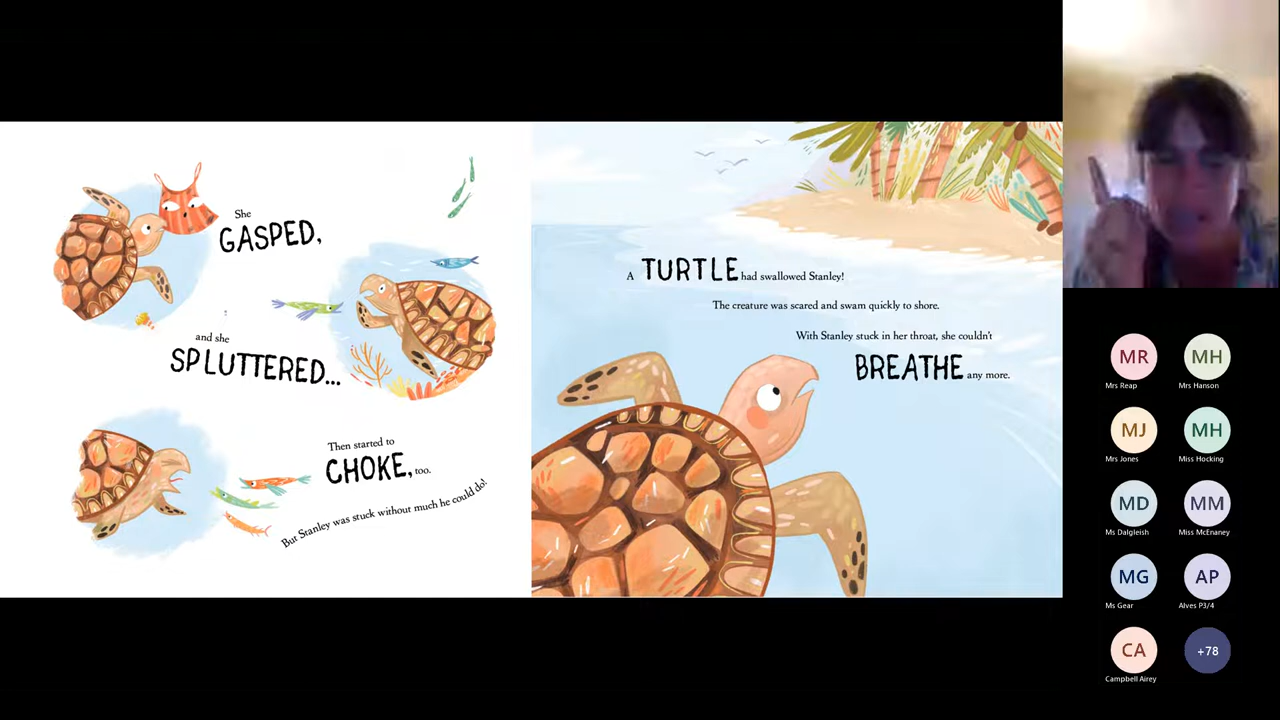 She
GASPED,
and she
SPLUTTERED...
Then started to
CHOKE, too.
But Stanley was stuck without much he could do!
A TURTLE had swallowed Stanley!
The creature was scared and swam quickly to shore.
With Stanley stuck in her throat, she couldn't
BREATHE any more.
MR
MH
Mrs Reap
Mrs Hanson
MJ
MH
Mrs Jones
Miss Hocking
MD
MM
Ms Dalgleish
Miss McEnaney
MG
AP
Ms Gear
Alves P3/4
CA
+78
Campbell Airey